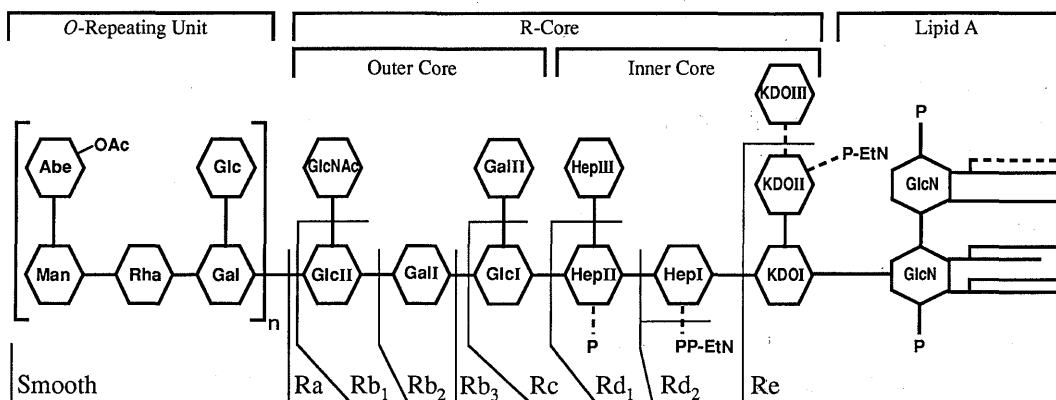 O-Repeating Unit R-Core Lipid A
Outer Core Inner Core
KDOIII
P
OAc
P-EtN
Abe Glc GlcNAc GalII HepIII KDOII GlcN
Man Rha Gal GlcII GalI GlcI HepII HepI KDOI GlcN
n
P PP-EtN P
Smooth Ra Rb₁ Rb₂ Rb₃ Rc Rd₁ Rd₂ Re